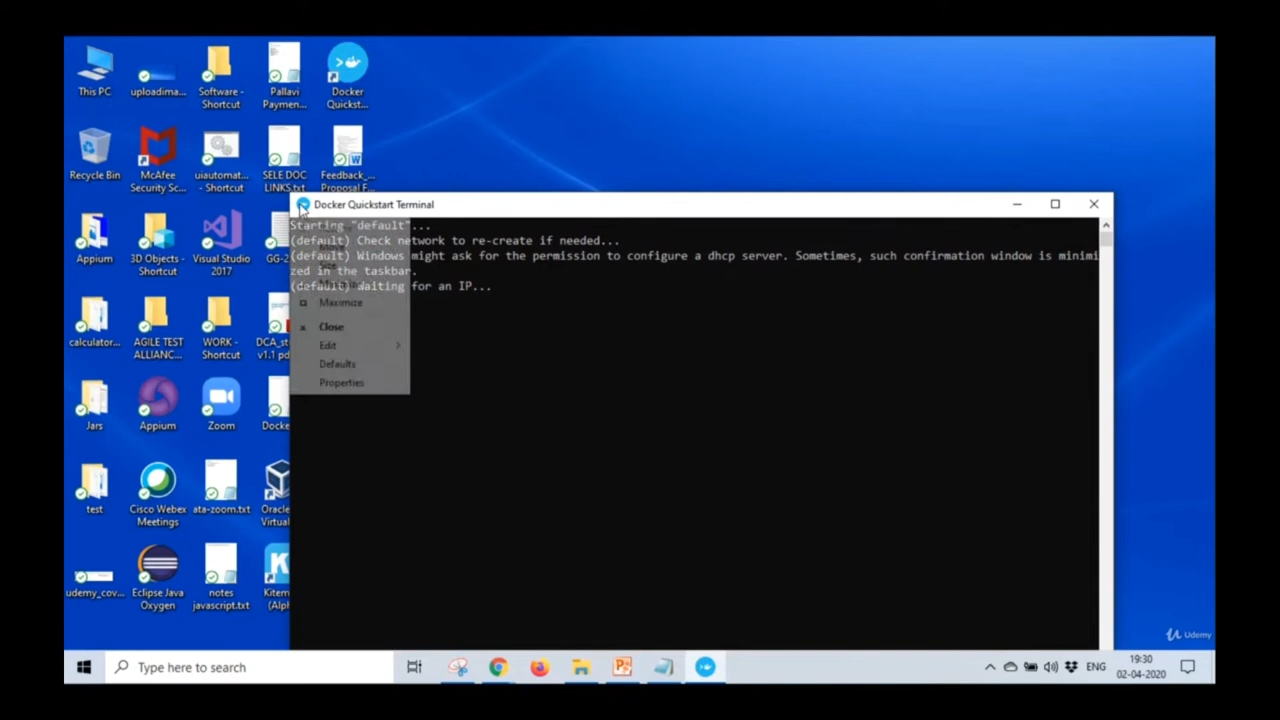 This PC
uploadima...
Software -
Shortcut
Pallavi
Paymen...
Docker
Quickst...
Recycle Bin
McAfee
Security Sc...
uiautomat...
- Shortcut
SELE DOC
LINKS.txt
Feedback_...
Proposal F...
Docker Quickstart Terminal
Starting "default"...
(default) Check network to re-create if needed...
(default) Windows might ask for the permission to configure a dhcp server. Sometimes, such confirmation window is minimi
zed in the taskbar.
(default) Waiting for an IP...
Maximize
Close
Edit
Defaults
Properties
Appium
3D Objects -
Shortcut
Visual Studio
2017
GG-2
calculator...
AGILE TEST
ALLIANC...
WORK -
Shortcut
DCA_st
v1.1 pd
Jars
Appium
Zoom
Docke
test
Cisco Webex
Meetings
ata-zoom.txt
Oracle
Virtual
udemy_cov...
Eclipse Java
Oxygen
notes
javascript.txt
Kitem
(Alph
Udemy
Type here to search
ENG
19:30
02-04-2020